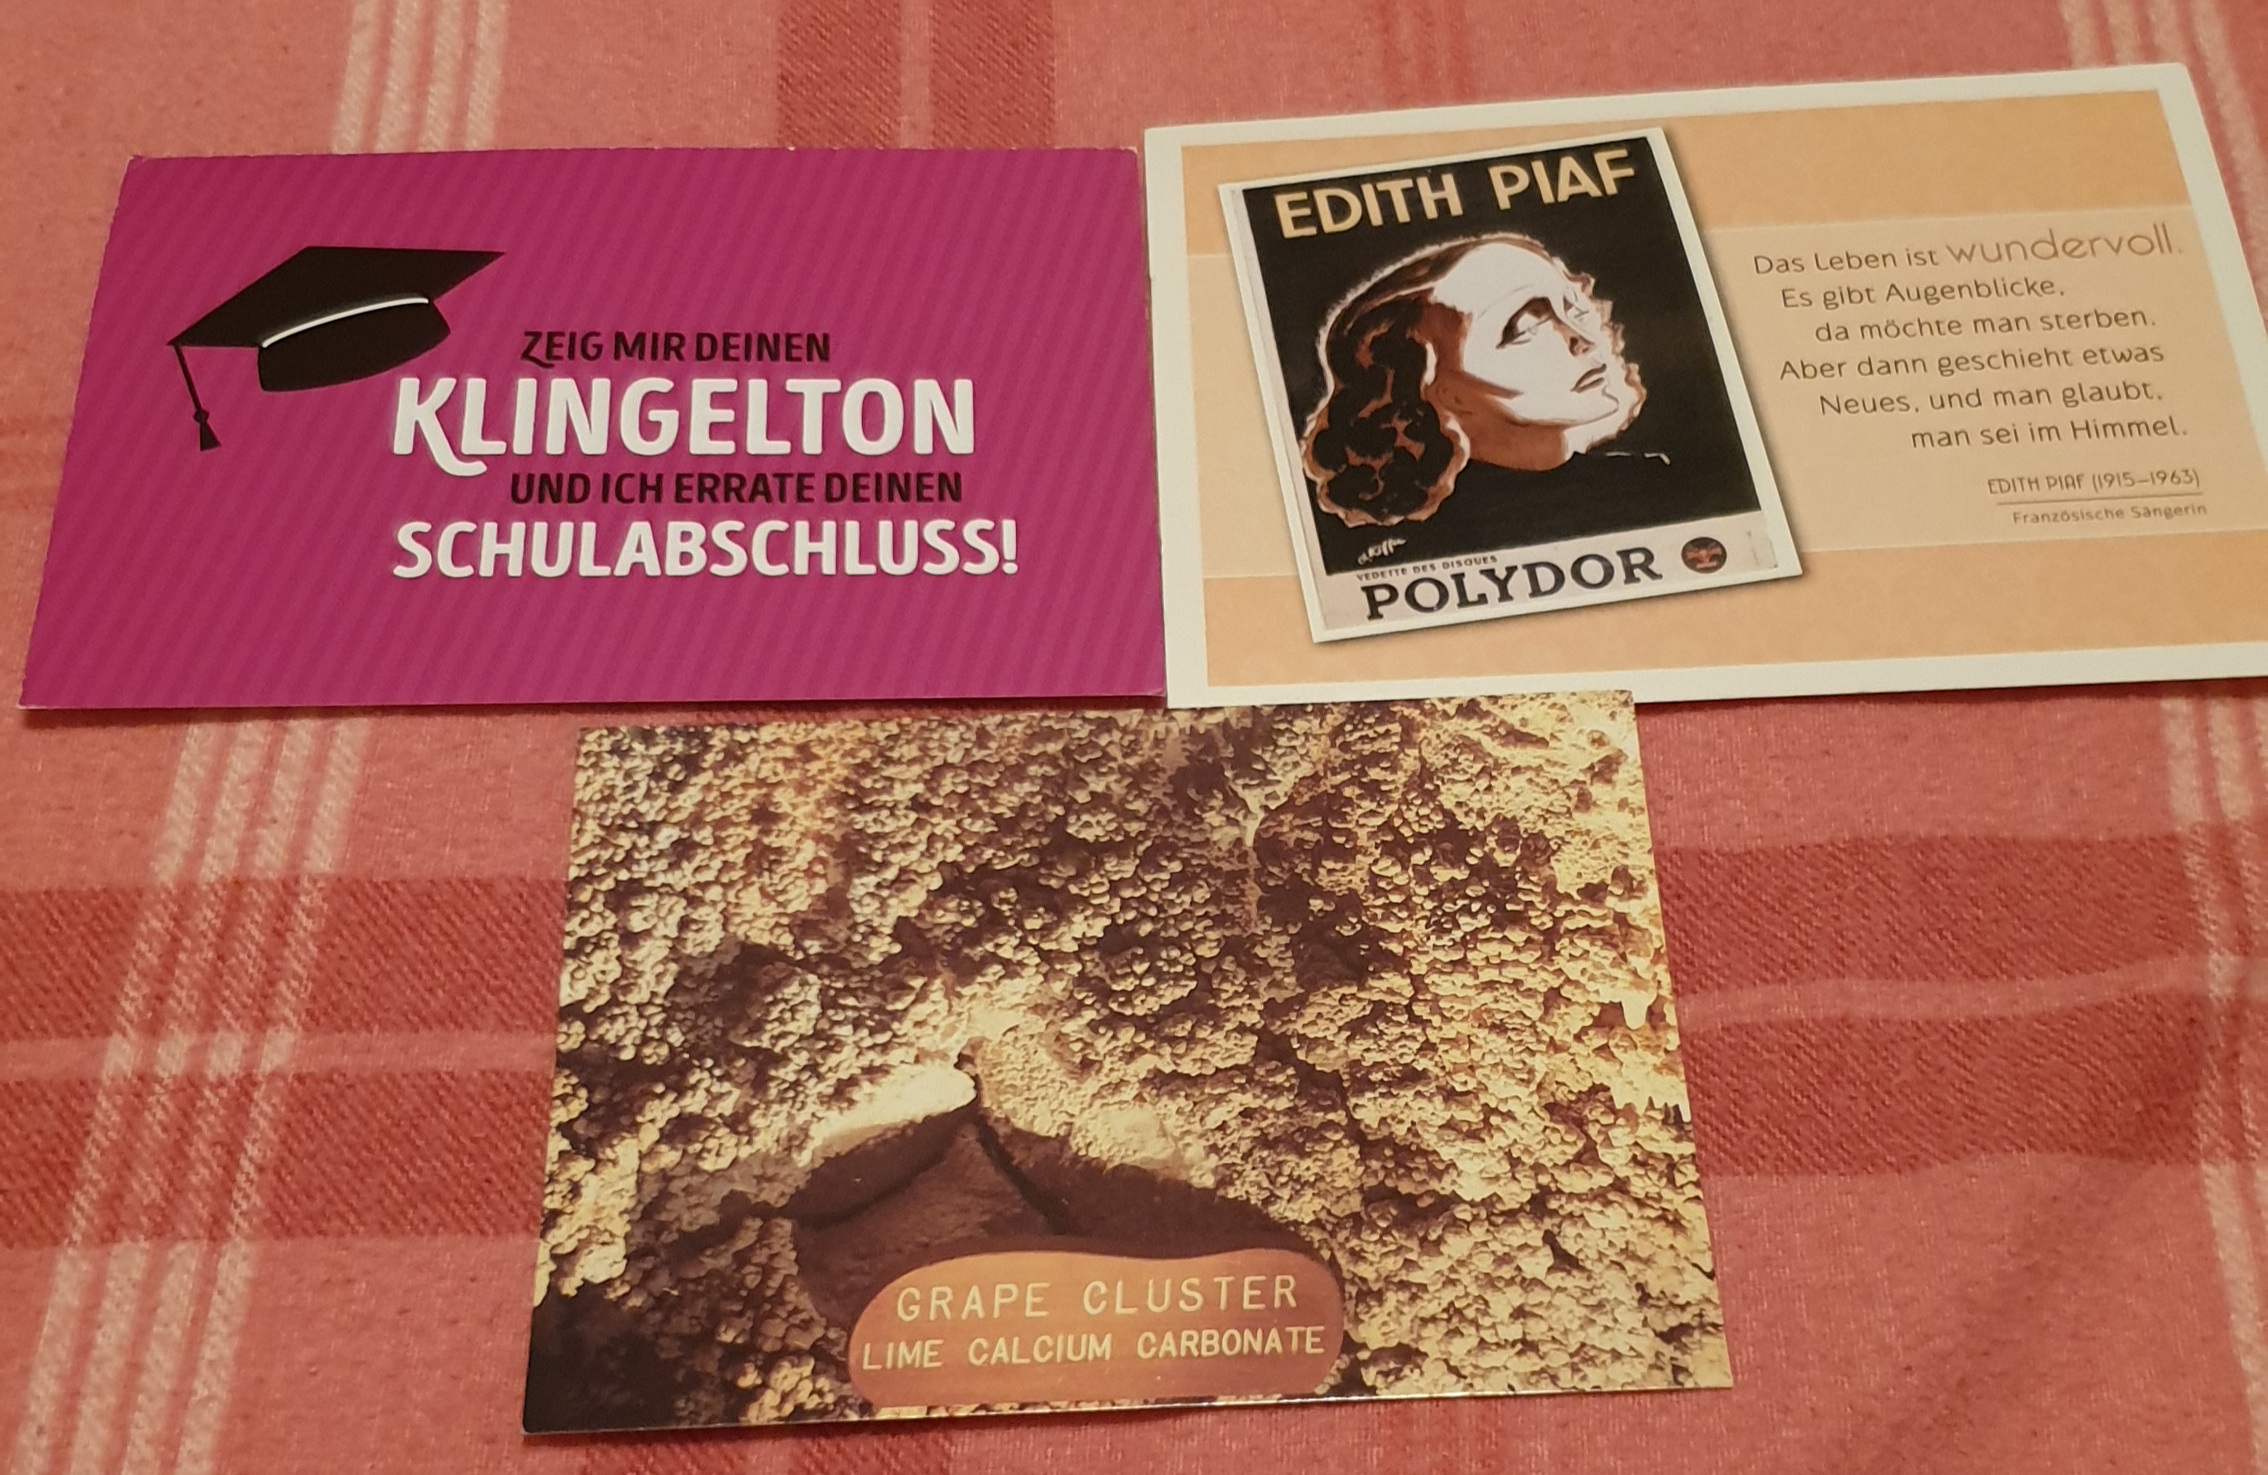 ZEIG MIR DEINEN
KLINGELTON
UND ICH ERRATE DEINEN
SCHULABSCHLUSS!
EDITH PIAF
VEDETTE DES DISQUES
POLYDOR
Das Leben ist wundervoll.
Es gibt Augenblicke,
da möchte man sterben.
Aber dann geschieht etwas
Neues, und man glaubt,
man sei im Himmel.
EDITH PIAF (1915–1963)
Französische Sängerin
GRAPE CLUSTER
LIME CALCIUM CARBONATE